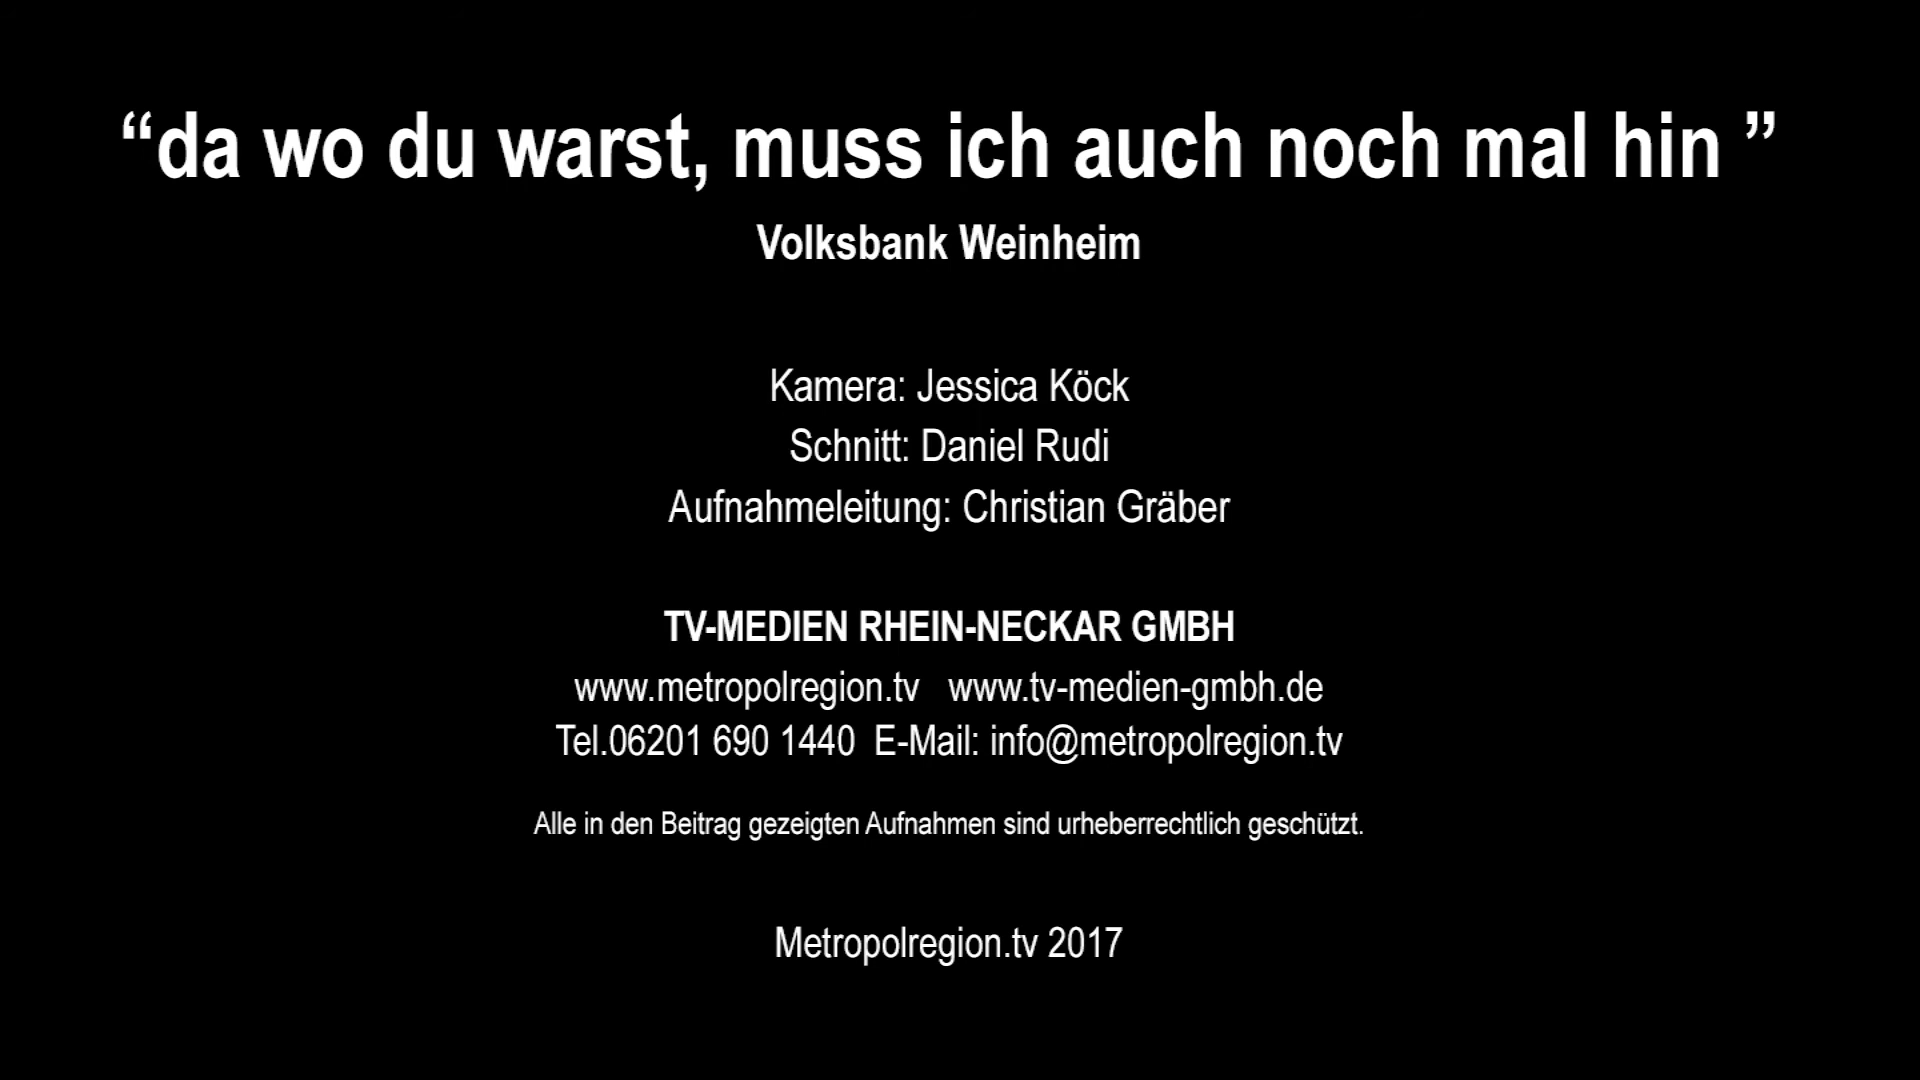 “da wo du warst, muss ich auch noch mal hin ”
Volksbank Weinheim
Kamera: Jessica Köck
Schnitt: Daniel Rudi
Aufnahmeleitung: Christian Gräber
TV-MEDIEN RHEIN-NECKAR GMBH
www.metropolregion.tv www.tv-medien-gmbh.de
Tel.06201 690 1440 E-Mail: info@metropolregion.tv
Alle in den Beitrag gezeigten Aufnahmen sind urheberrechtlich geschützt.
Metropolregion.tv 2017